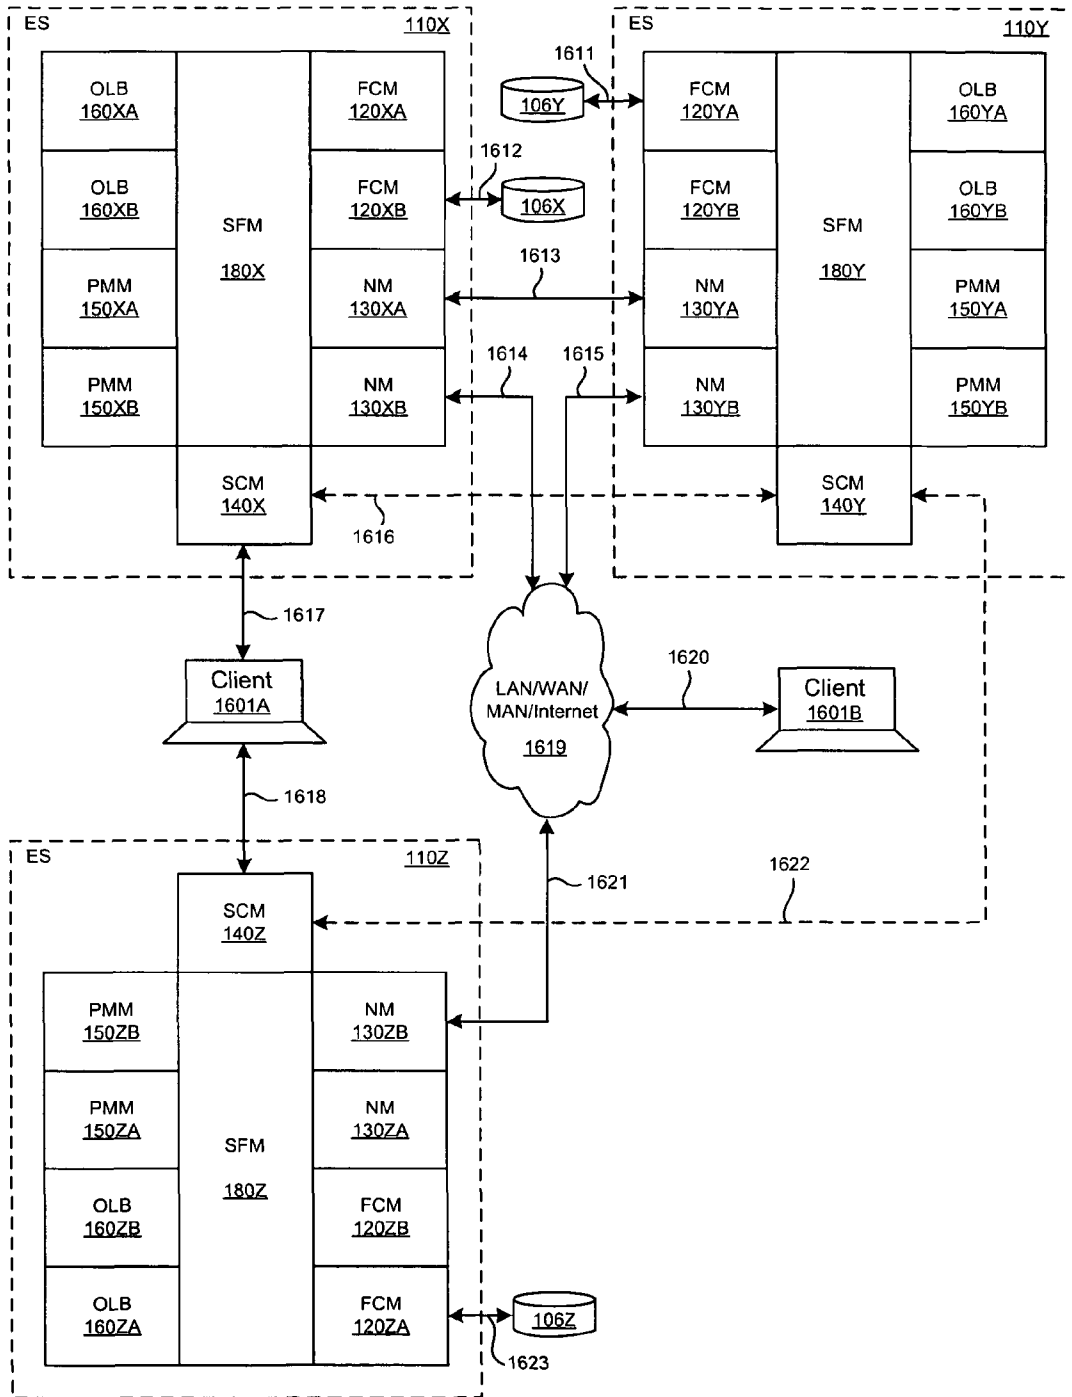 ES
110X
OLB
160XA
FCM
120XA
OLB
160XB
SFM
180X
FCM
120XB
PMM
150XA
NM
130XA
PMM
150XB
NM
130XB
SCM
140X
1611
106Y
1612
106X
1613
1614
1615
1616
ES
110Y
FCM
120YA
OLB
160YA
FCM
120YB
SFM
180Y
OLB
160YB
NM
130YA
PMM
150YA
NM
130YB
PMM
150YB
SCM
140Y
1617
Client
1601A
1618
LAN/WAN/
MAN/Internet
1619
1620
Client
1601B
1621
1622
ES
110Z
SCM
140Z
PMM
150ZB
NM
130ZB
PMM
150ZA
SFM
180Z
NM
130ZA
OLB
160ZB
FCM
120ZB
OLB
160ZA
FCM
120ZA
106Z
1623